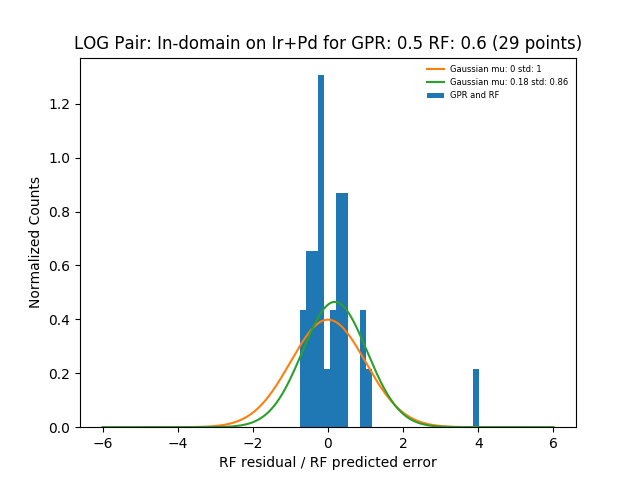 LOG Pair: In-domain on Ir+Pd for GPR: 0.5 RF: 0.6 (29 points)
Gaussian mu: 0 std: 1
Gaussian mu: 0.18 std: 0.86
GPR and RF
Normalized Counts
1.2
1.0
0.8
0.6
0.4
0.2
0.0
−6 −4 −2 0 2 4 6
RF residual / RF predicted error